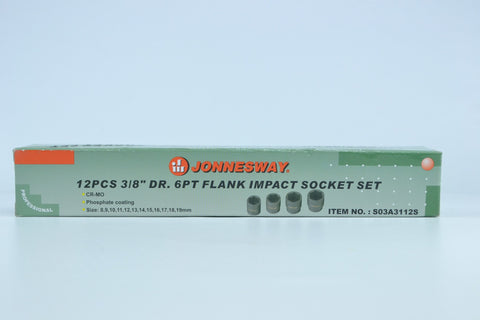 JONNESWAY®
12PCS 3/8" DR. 6PT FLANK IMPACT SOCKET SET
CR-MO
Phosphate coating
Size: 8,9,10,11,12,13,14,15,16,17,18,19mm
PROFESSIONAL
ITEM NO. : S03A3112S